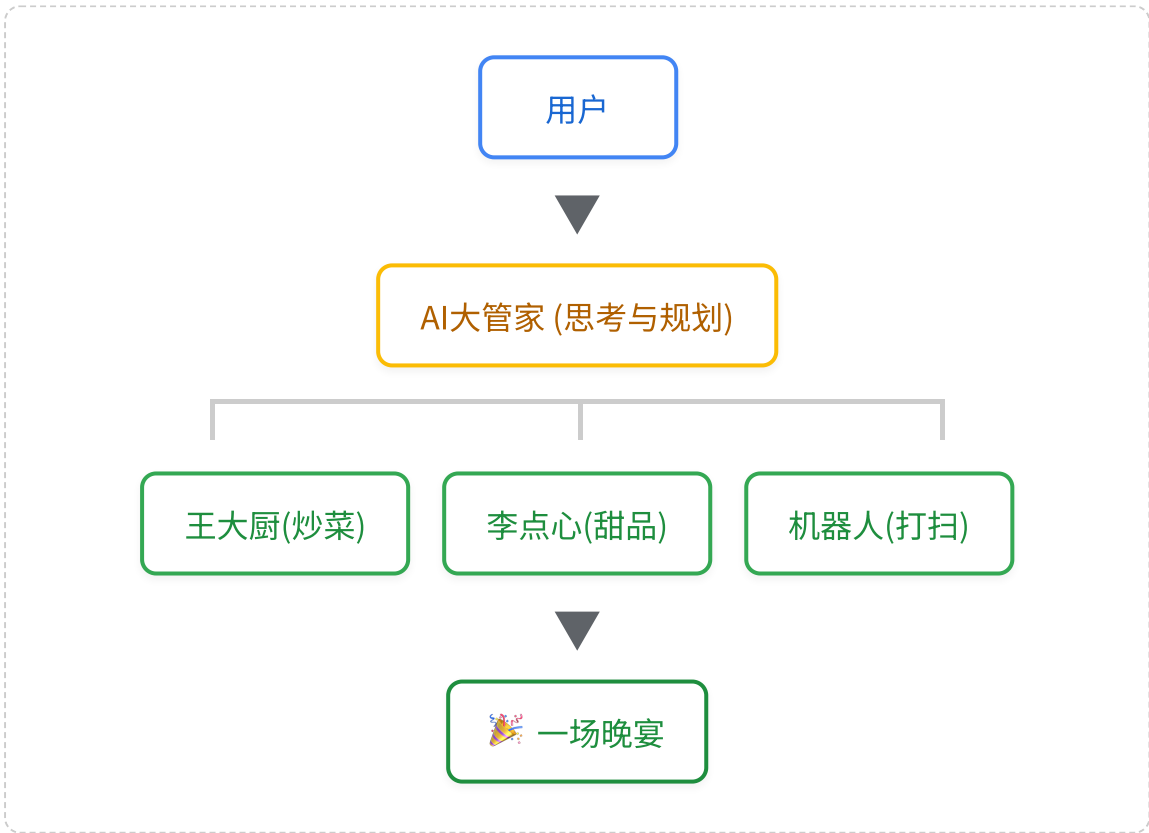 用户
AI大管家 (思考与规划)
王大厨(炒菜)
李点心(甜品)
机器人(打扫)
🎉 一场晚宴